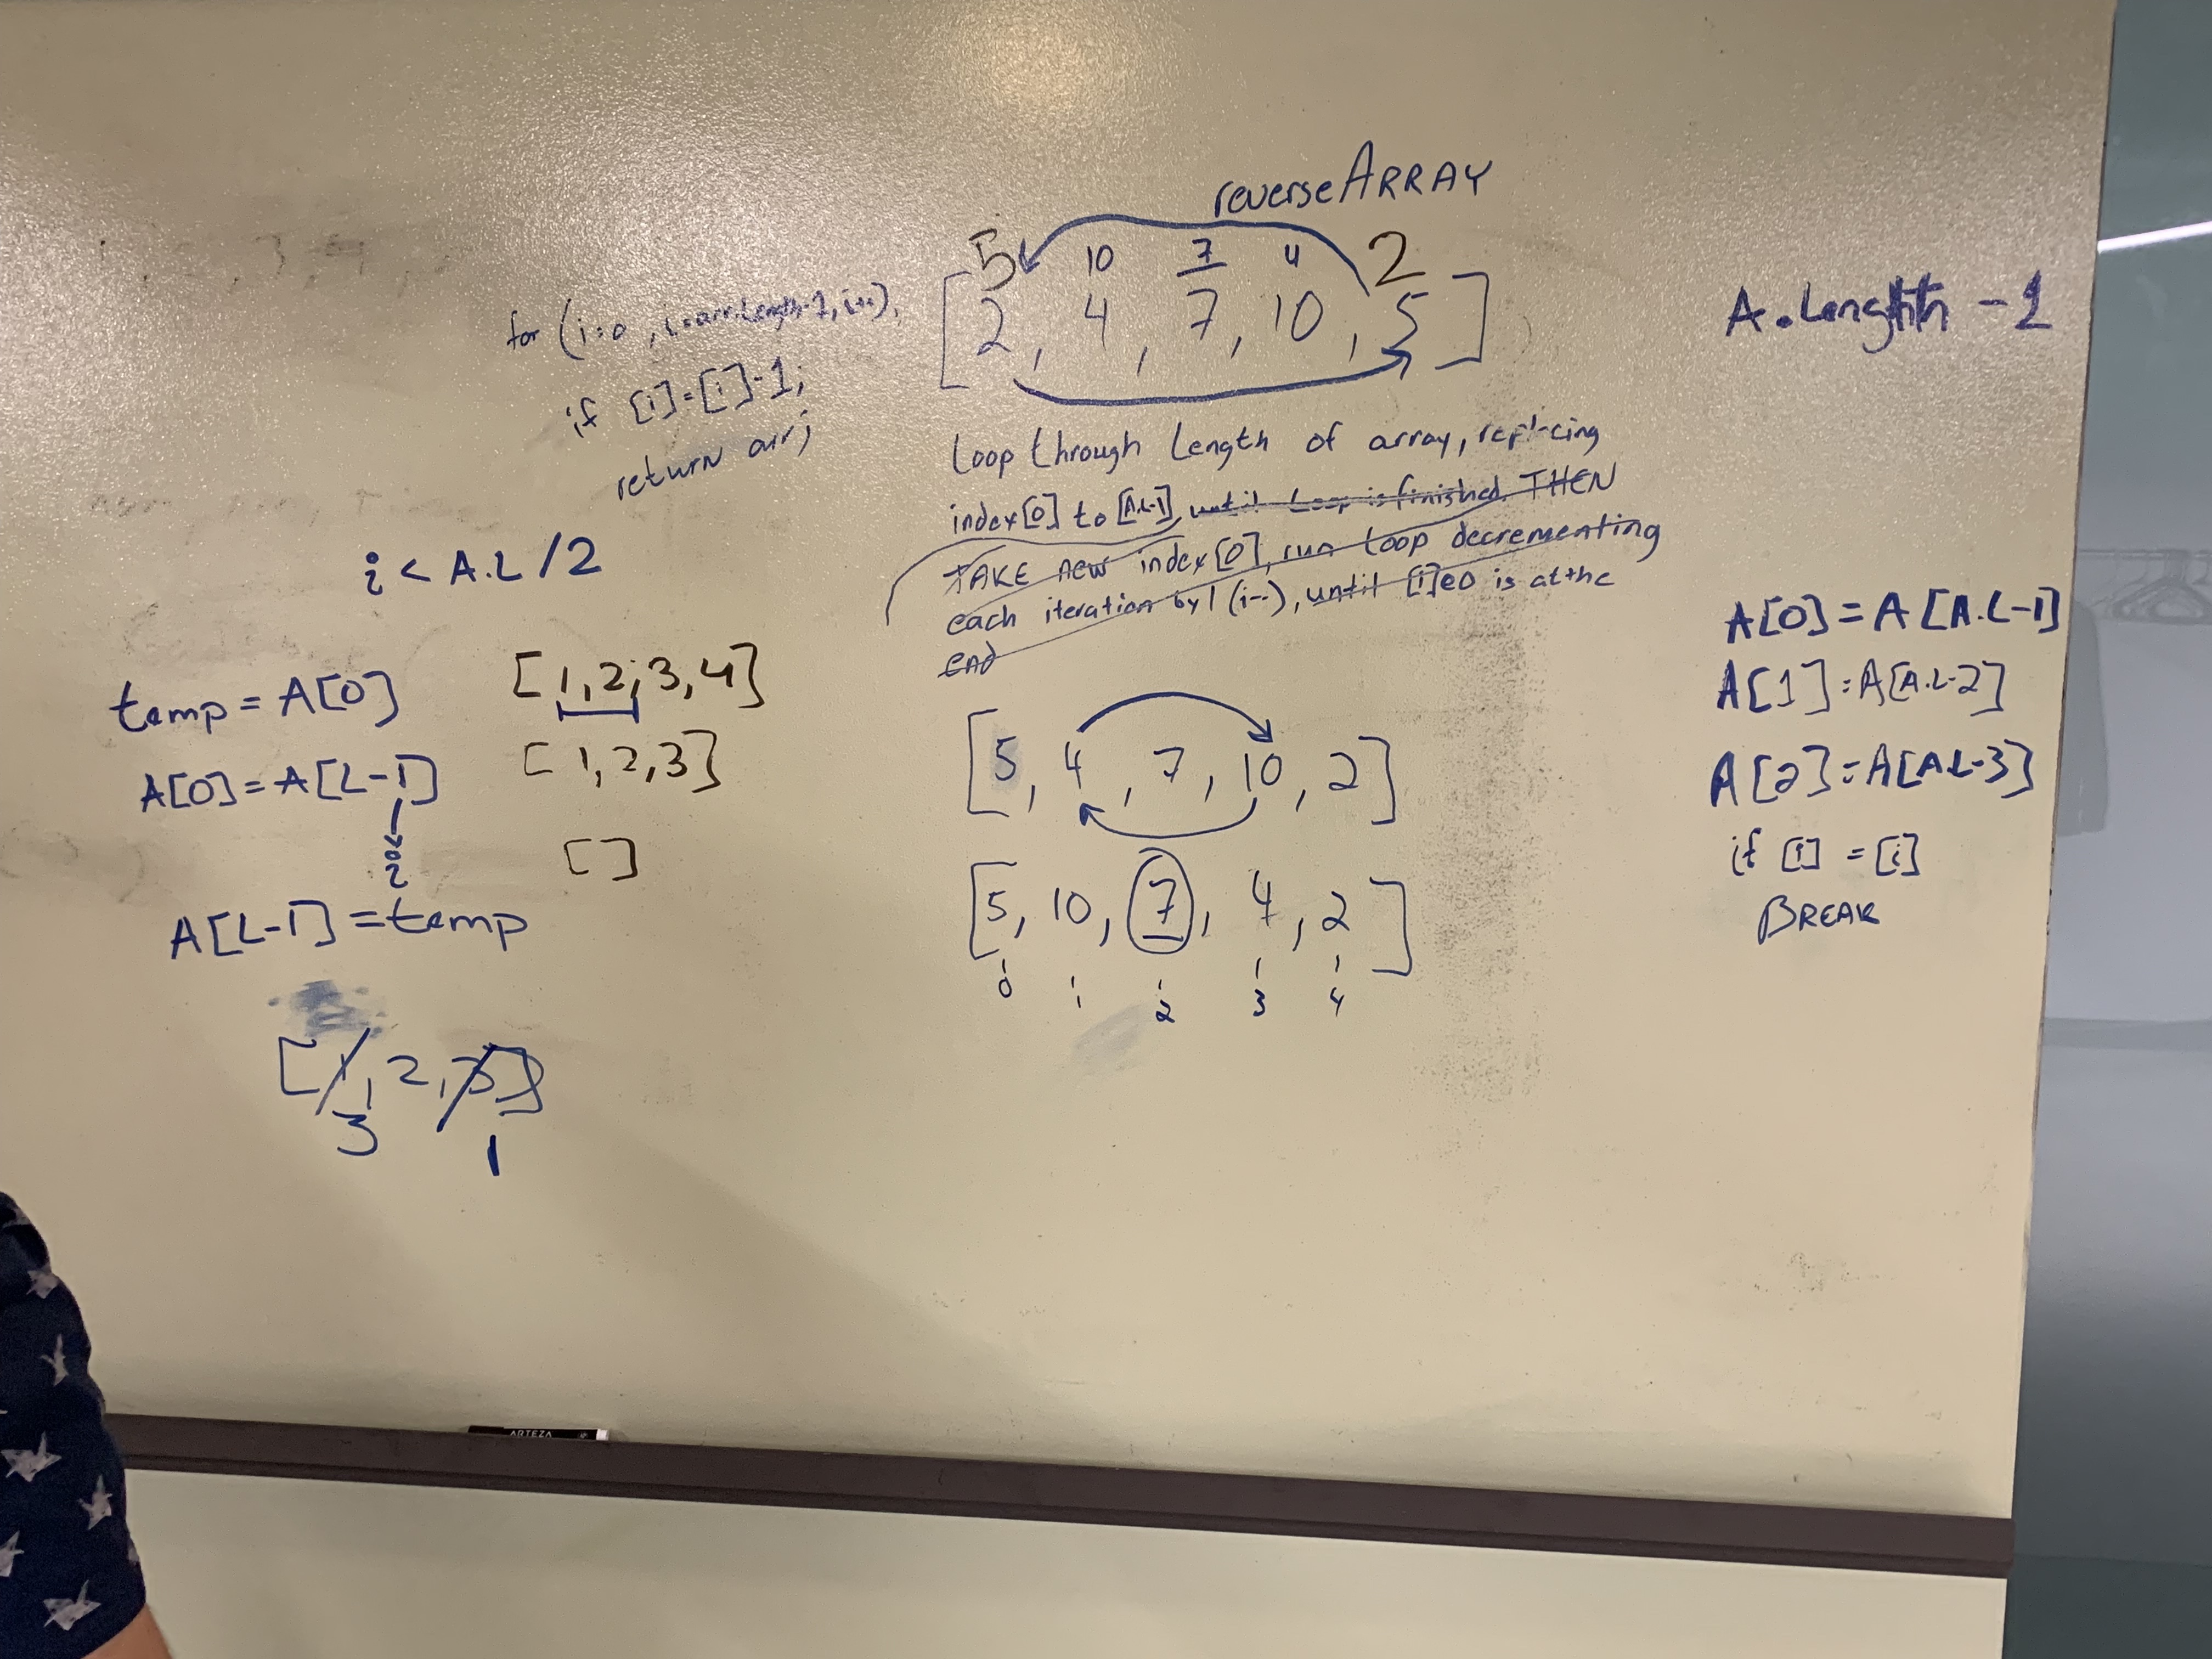 reverseARRAY
5 10 7 4 2
[2, 4, 7, 10, 5]
A.Length -1
for (i=0, i=arr.Length-1, i++),
if [i]=[i]-1;
return arr;
Loop through Length of array, replacing
index[0] to [A.L-1], until Loop is finished. THEN
TAKE new index[0], run Loop decrementing
each iteration by 1 (i--), until [i]e0 is at the
end
i < A.L/2
temp = A[0]
A[0] = A[L-1]
i
A[L-1] = temp
[1, 2, 3]
3 1
[1,2,3,4]
[1,2,3]
[]
[5, 4, 7, 10, 2]
[5, 10, 7, 4, 2]
0 1 2 3 4
A[0] = A[A.L-1]
A[1] = A[A.L-2]
A[2] = A[A.L-3]
if [i] = [i]
BREAK
ARTEZA